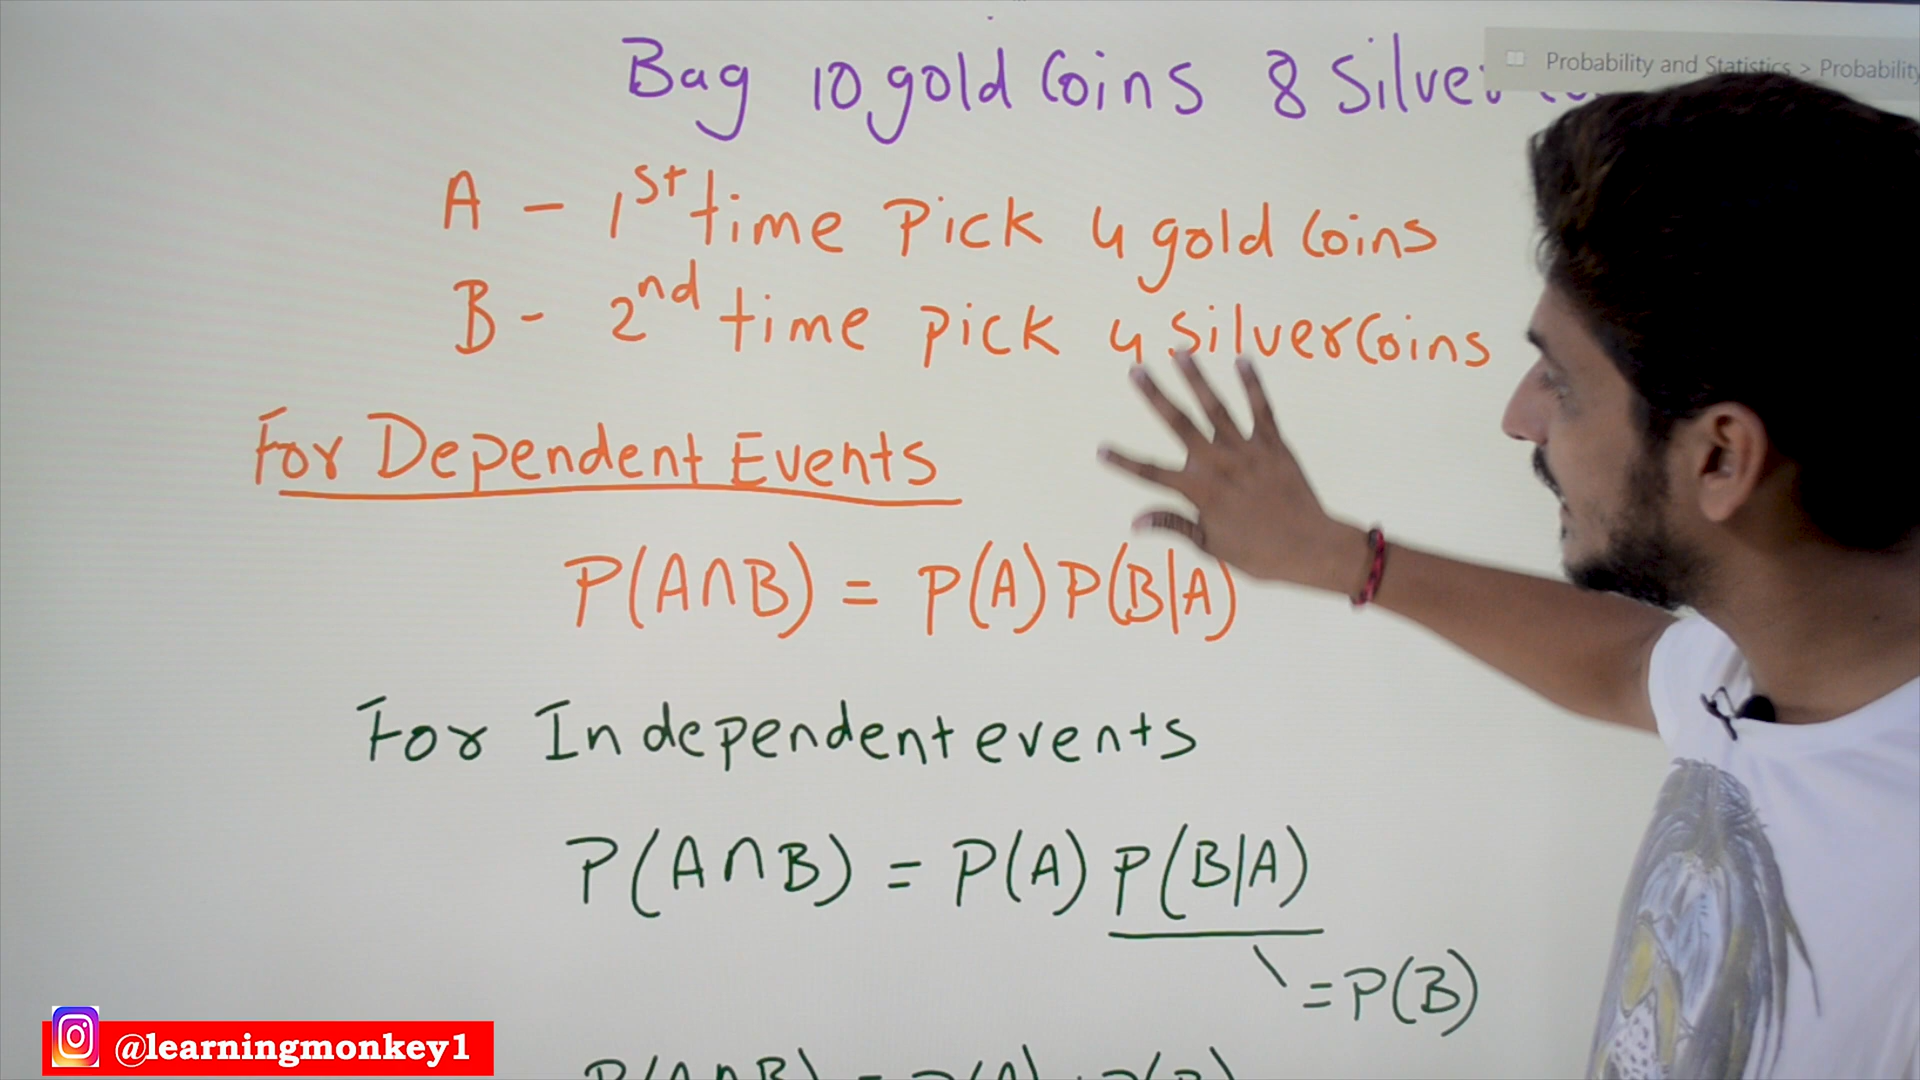 Probability and Statistics > Probability
Bag 10 gold Coins 8 Silver
A - 1st time Pick 4 gold Coins
B - 2nd time pick 4 Silver Coins
For Dependent Events
P(A∩B) = P(A) P(B|A)
For Independent events
P(A∩B) = P(A) P(B|A)
= P(B)
P(A∩B) = P(A) . P(B)
@learningmonkey1